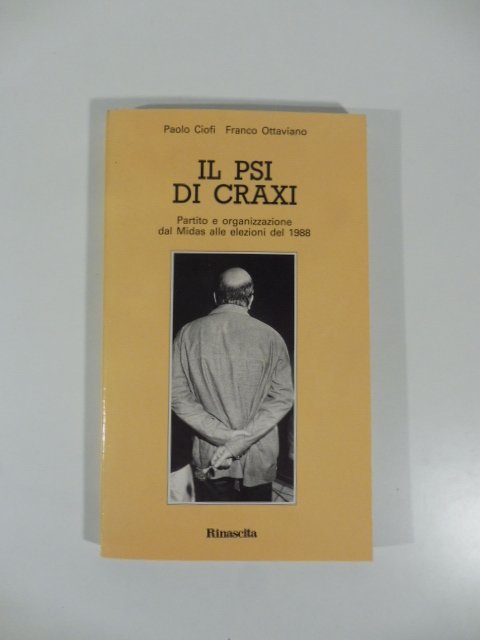 Paolo Ciofi Franco Ottaviano
IL PSI
DI CRAXI
Partito e organizzazione
dal Midas alle elezioni del 1988
Rinascita